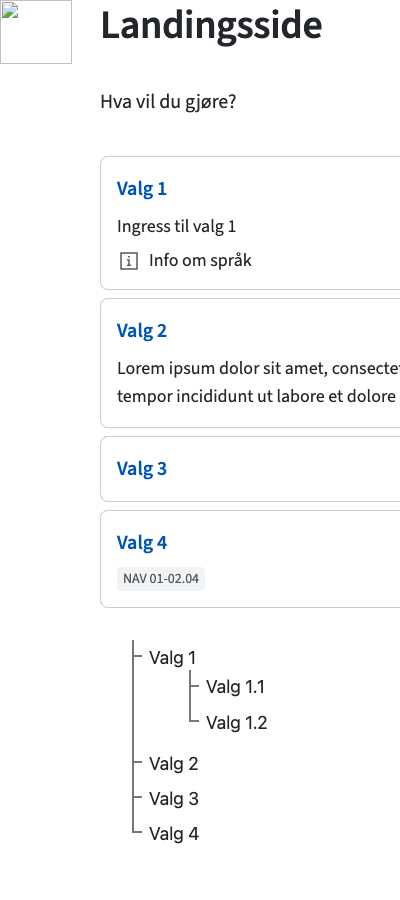 Landingsside
Hva vil du gjøre?
Valg 1
Ingress til valg 1
Info om språk
Valg 2
Lorem ipsum dolor sit amet,
tempor incididunt ut labore et dolore
Valg 3
Valg 4
NAV 01-02.04
Valg 1
Valg 1.1
Valg 1.2
Valg 2
Valg 3
Valg 4